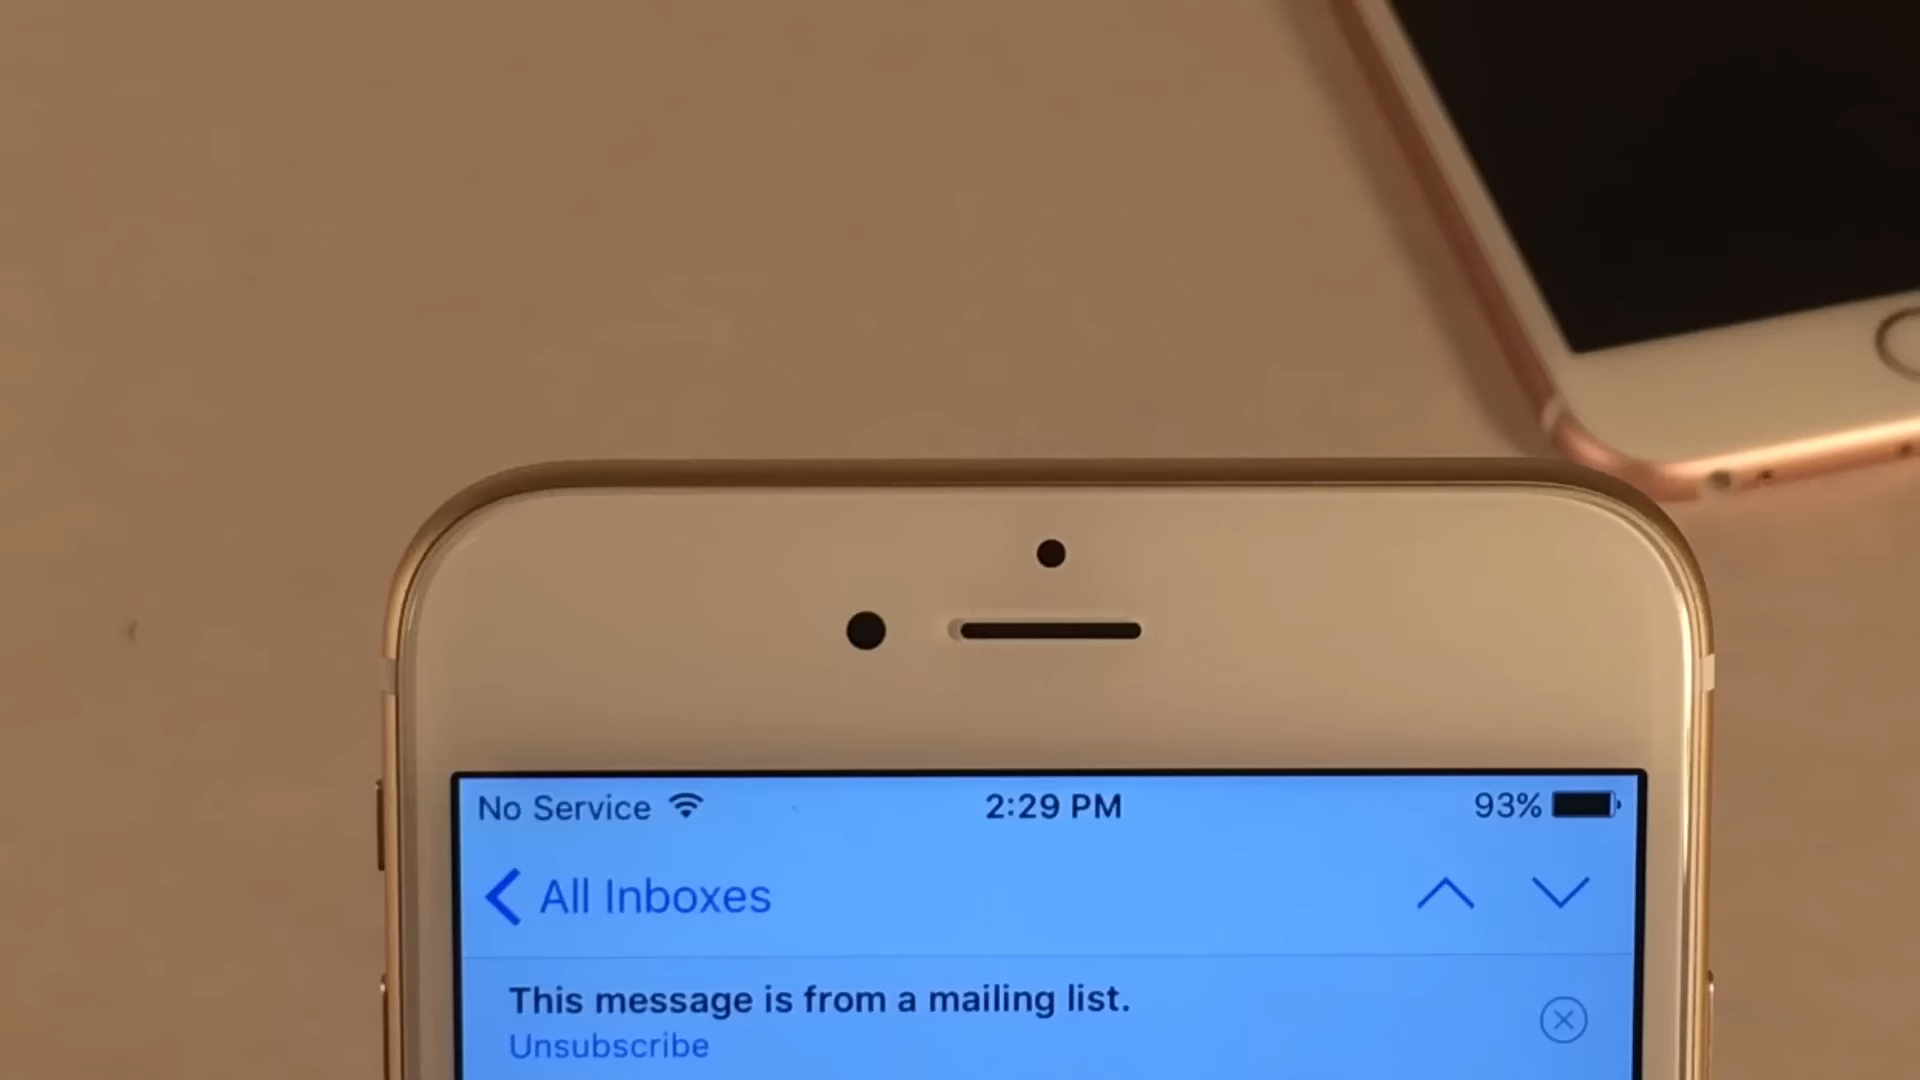 No Service 2:29 PM 93%
All Inboxes
This message is from a mailing list.
Unsubscribe